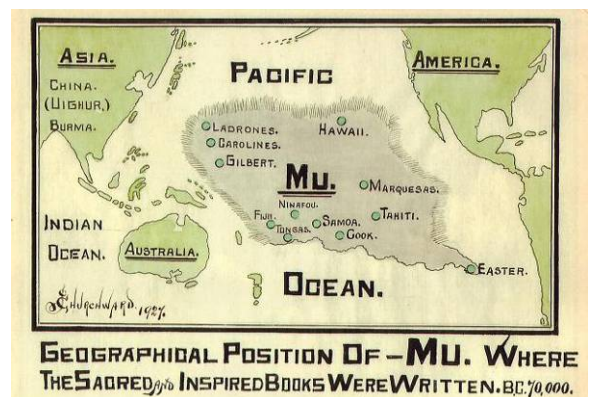 ASIA.
CHINA.
(UIGHUR,)
BURMA.
PACIFIC
AMERICA.
LADRONES.
HAWAII.
CAROLINES.
GILBERT.
MU.
MARQUESAS.
NINAFOU.
FIJI.
SAMOA.
TAHITI.
TONGAS.
COOK.
INDIAN
OCEAN.
AUSTRALIA.
EASTER.
OCEAN.
J Churchward. 1927.
GEOGRAPHICAL POSITION OF - MU. WHERE
THE SACRED and INSPIRED BOOKS WERE WRITTEN. B.C. 70,000.